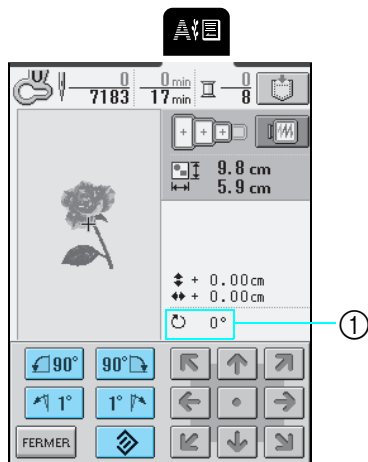 A
U
0 0 min 0
7183 17 min 8
9.8 cm
5.9 cm
+ 0.00cm
+ 0.00cm
0°
①
90° 90°
1° 1°
FERMER